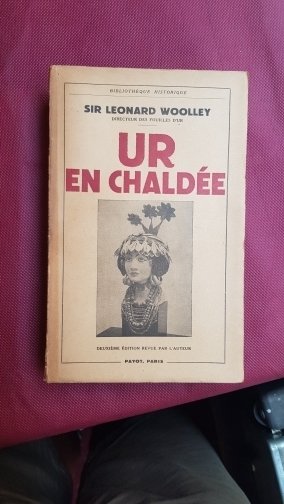 BIBLIOTHÈQUE HISTORIQUE
SIR LEONARD WOOLLEY
DIRECTEUR DES FOUILLES D'UR
UR
EN CHALDÉE
DEUXIÈME ÉDITION REVUE PAR L'AUTEUR
PAYOT, PARIS